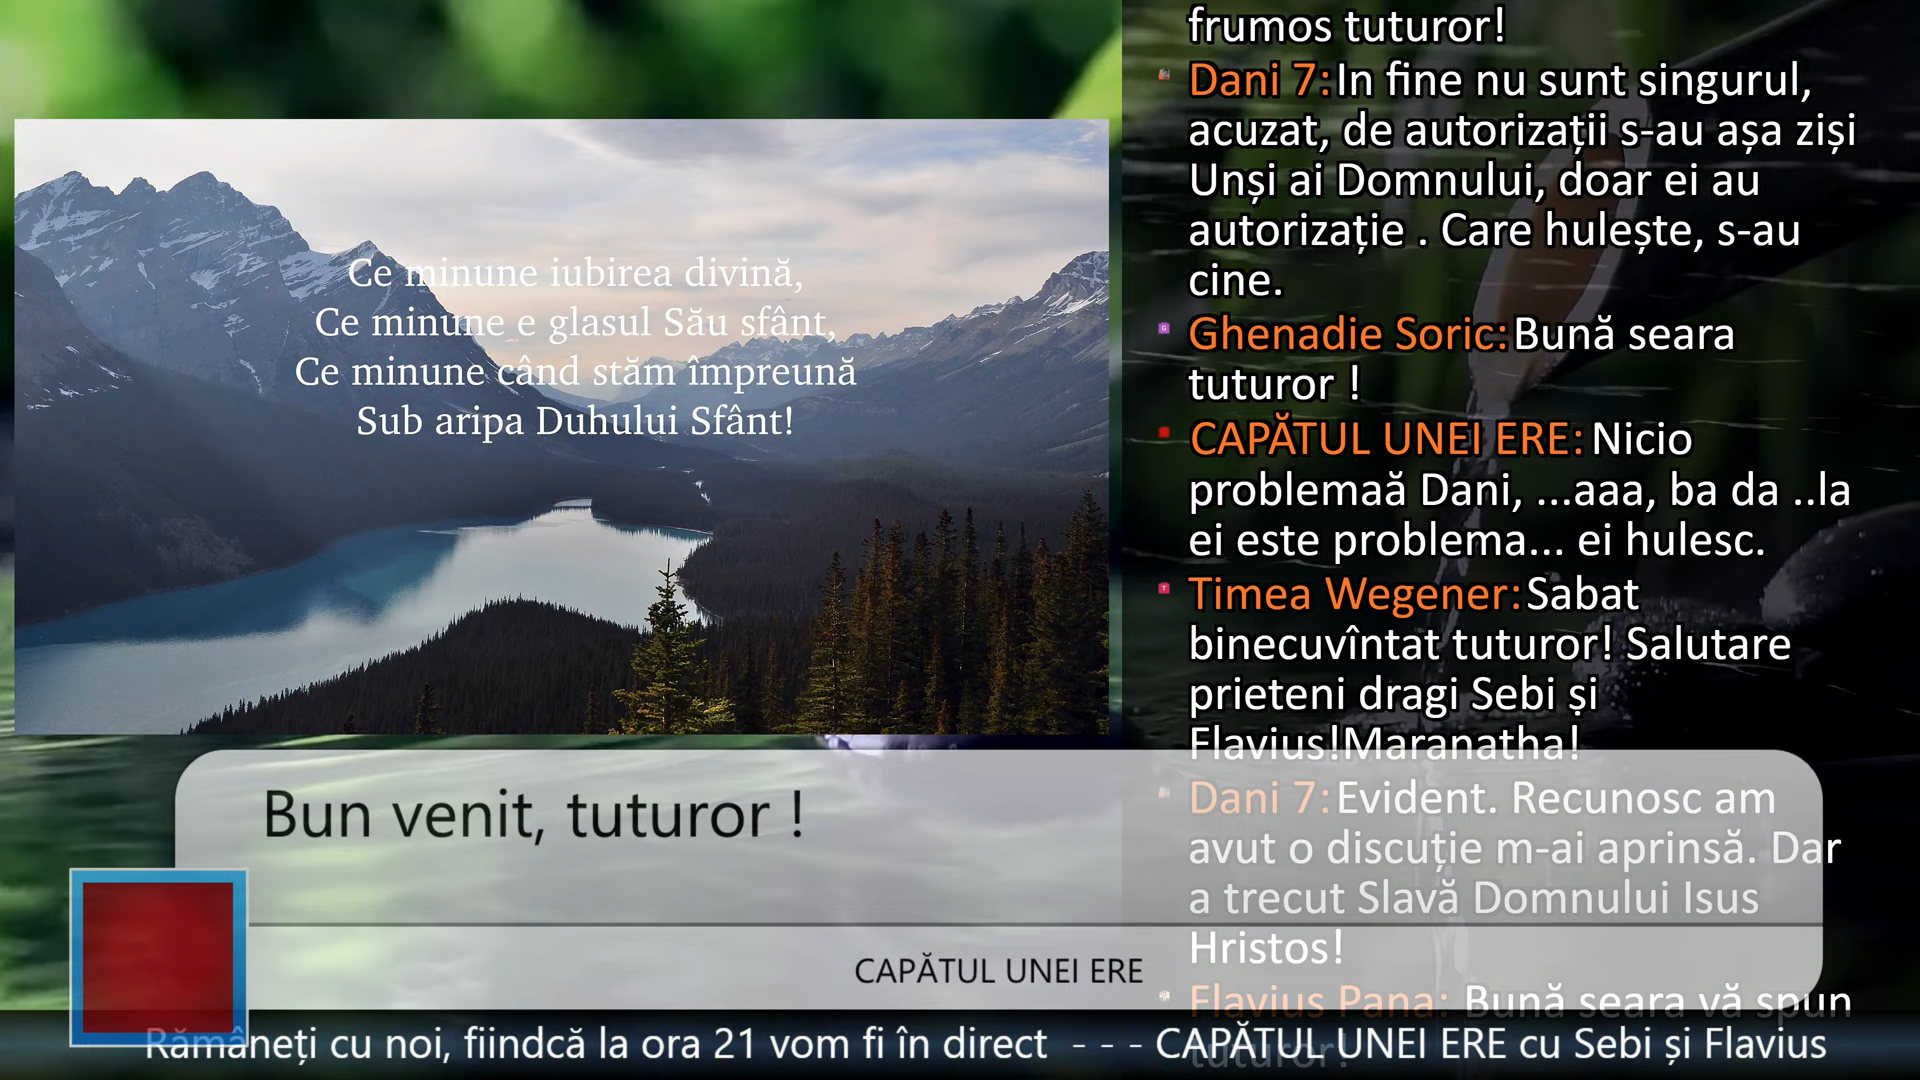 Ce minune iubirea divină,
Ce minune e glasul Său sfânt,
Ce minune când stăm împreună
Sub aripa Duhului Sfânt!
frumos tuturor!
Dani 7: In fine nu sunt singurul,
acuzat, de autorizații s-au așa ziși
Unși ai Domnului, doar ei au
autorizație . Care hulește, s-au
cine.
Ghenadie Soric: Bună seara
tuturor !
CAPĂTUL UNEI ERE: Nicio
problemaă Dani, ...aaa, ba da ..la
ei este problema... ei hulesc.
Timea Wegener: Sabat
binecuvîntat tuturor! Salutare
prieteni dragi Sebi și
Flavius!Maranatha!
Dani 7: Evident. Recunosc am
avut o discuție m-ai aprinsă. Dar
a trecut Slavă Domnului Isus
Hristos!
Flavius Pana: Bună seara vă spun
tuturor!
Bun venit, tuturor !
CAPĂTUL UNEI ERE
Rămâneți cu noi, fiindcă la ora 21 vom fi în direct - - - CAPĂTUL UNEI ERE cu Sebi și Flavius